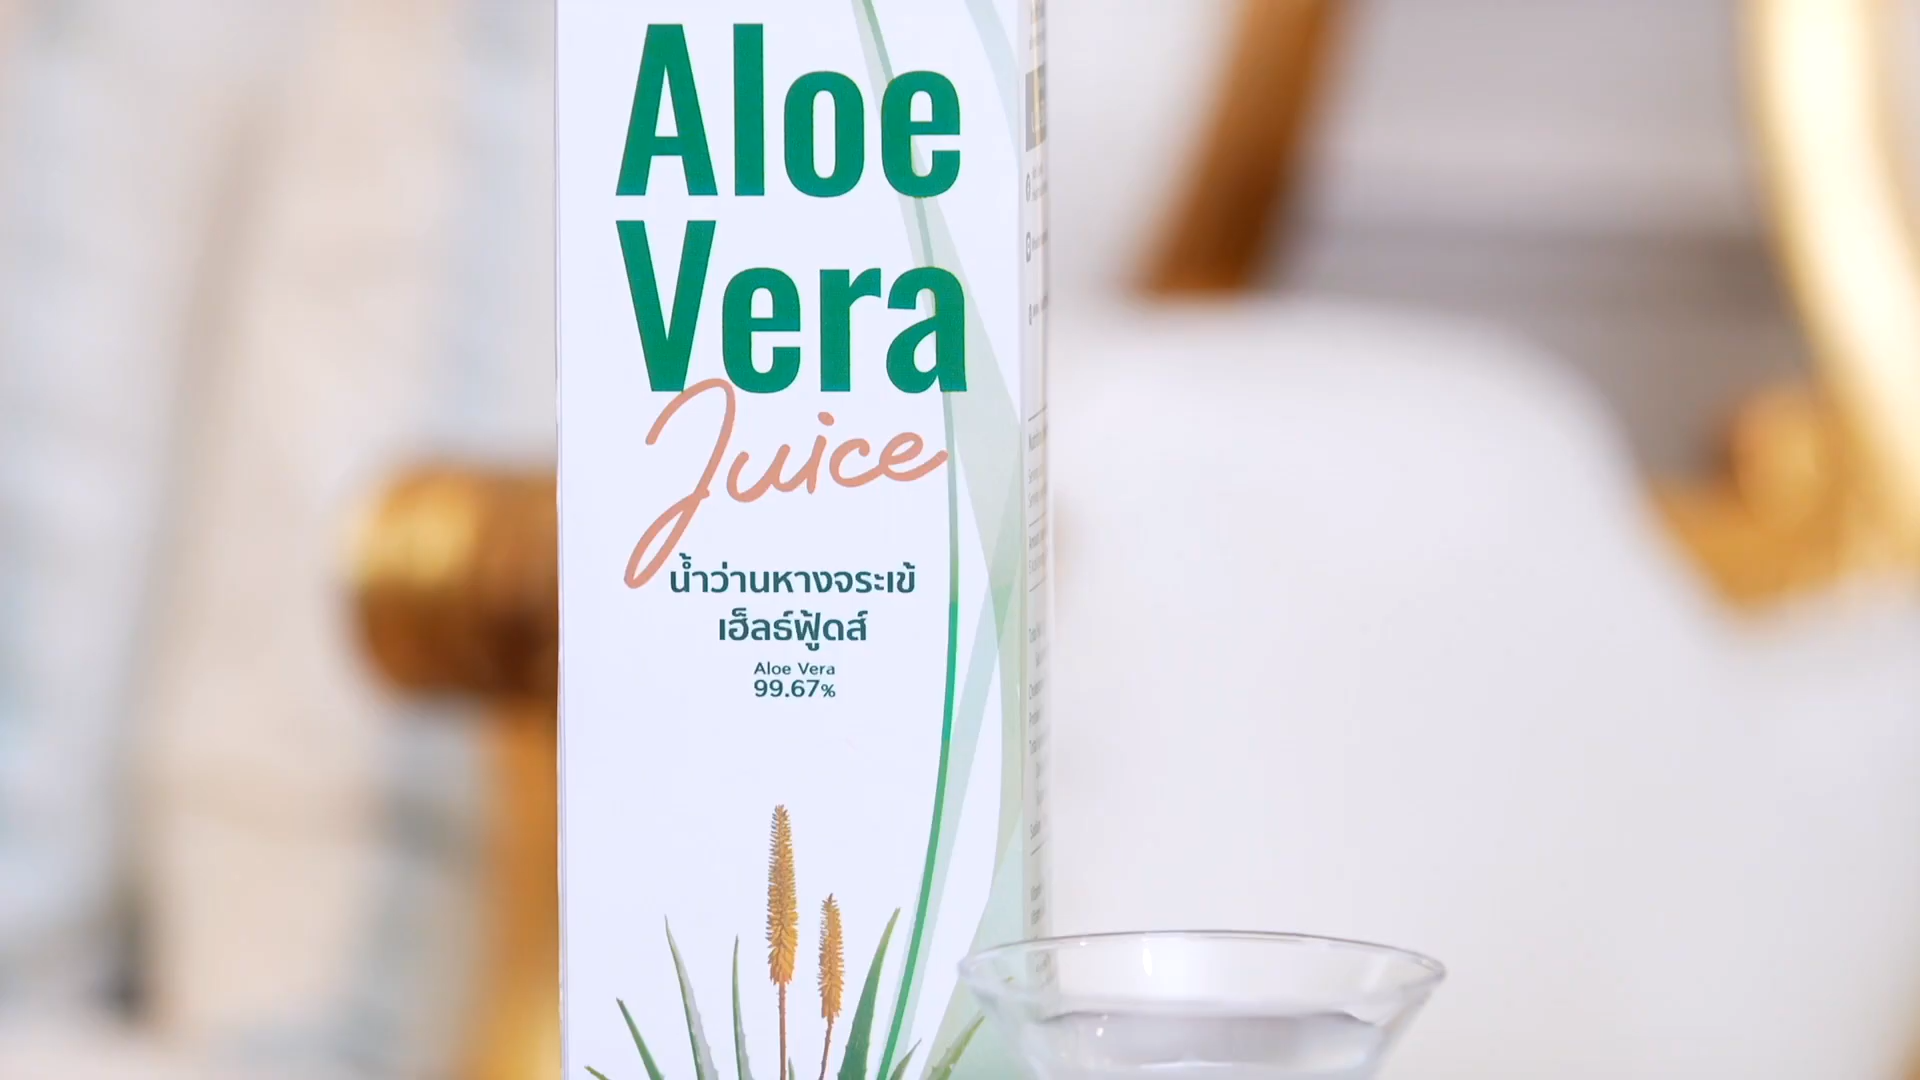 Aloe
Vera
Juice
น้ำว่านหางจระเข้
เฮ็ลธ์ฟู้ดส์
Aloe Vera
99.67%